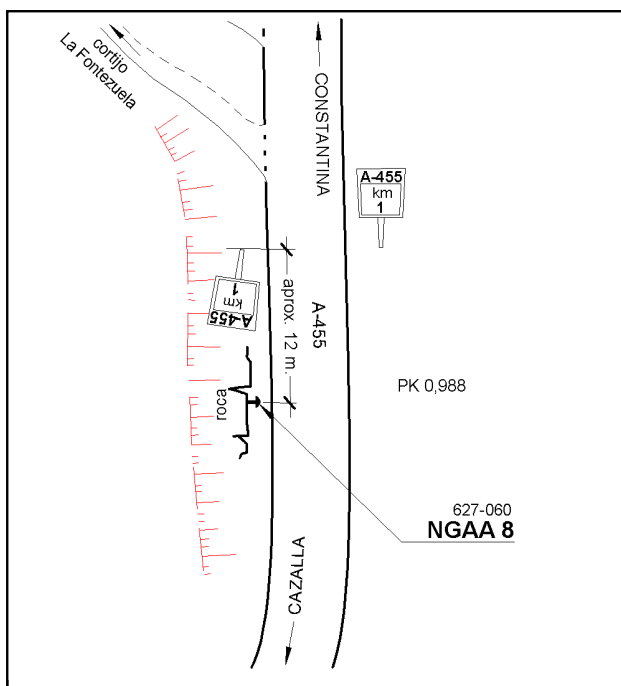 cortijo
La Fontezuela
CONSTANTINA
A-455
km
1
A-455
km
1
aprox. 12 m.
A-455
roca
PK 0,988
627-060
NGAA 8
CAZALLA